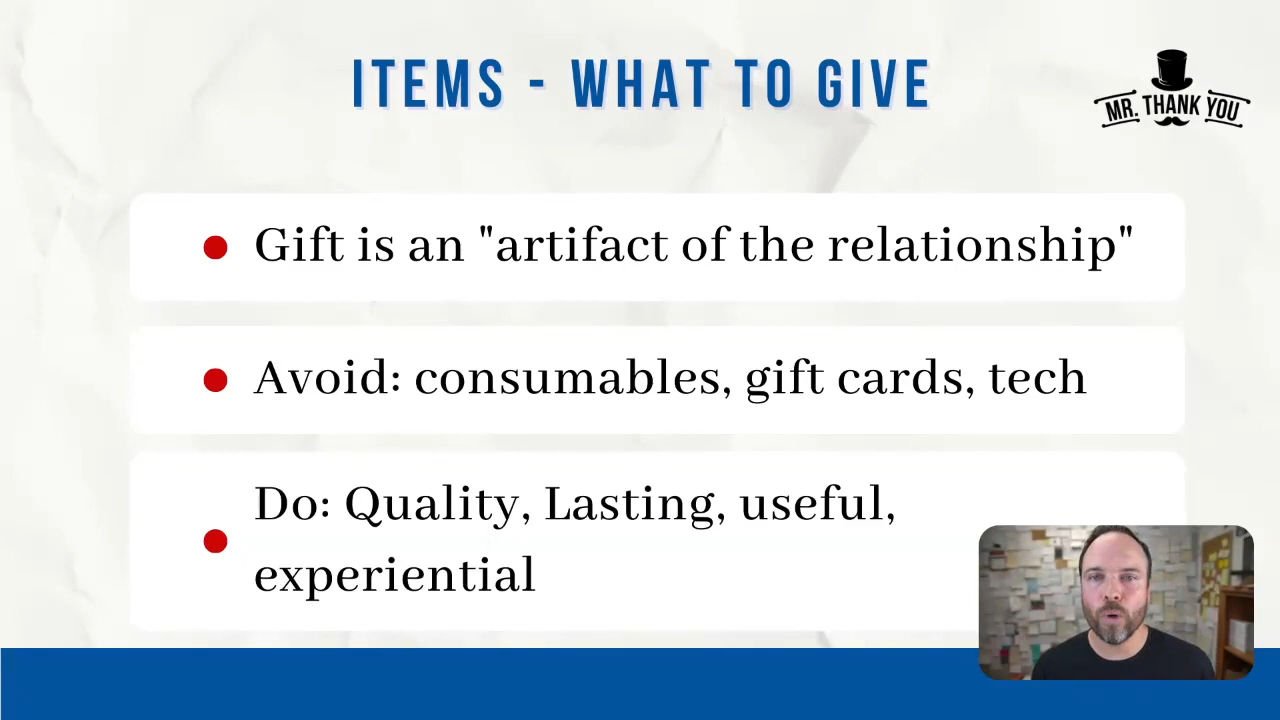 ITEMS - WHAT TO GIVE
MR. THANK YOU
Gift is an "artifact of the relationship"
Avoid: consumables, gift cards, tech
Do: Quality, Lasting, useful,
experiential